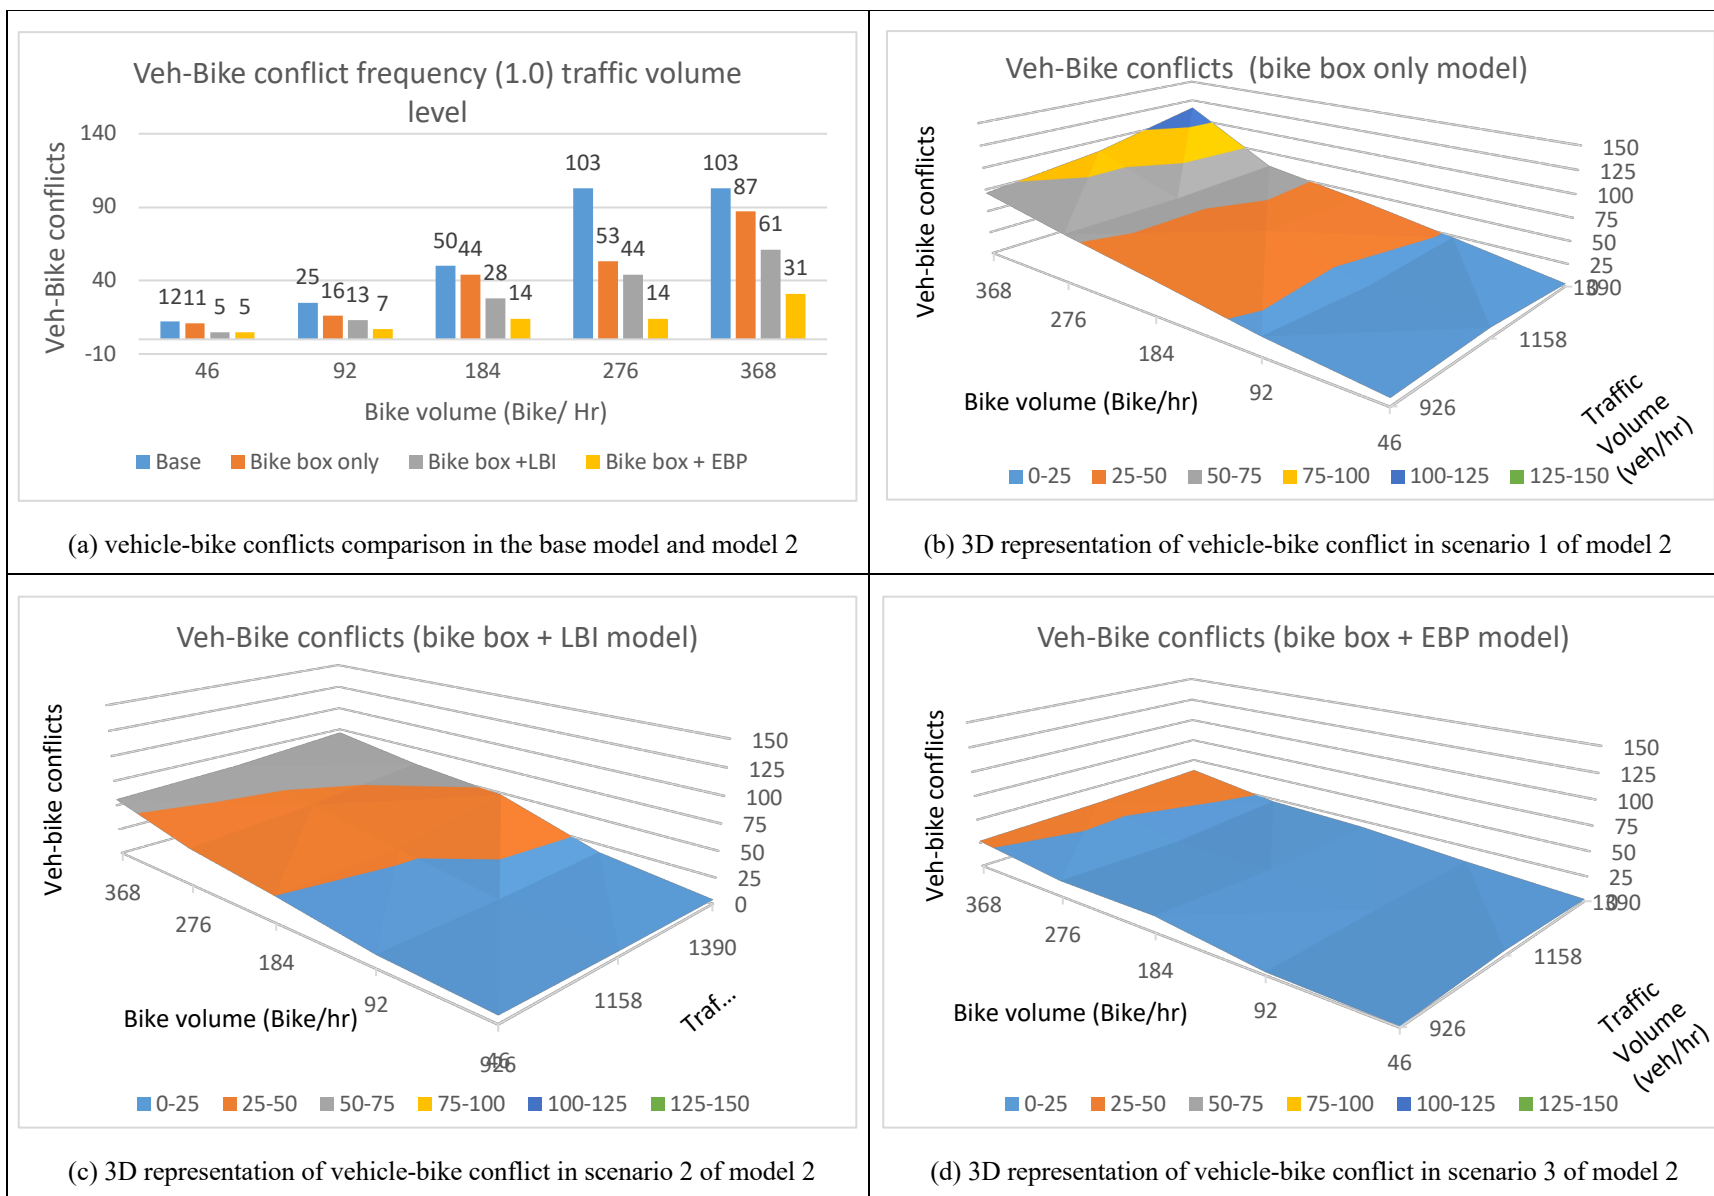 Veh-Bike conflict frequency (1.0) traffic volume
level
Veh-Bike conflicts
140
90
40
-10
12 11 5 5
25 16 13 7
50 44 28 14
103 53 44 14
103 87 61 31
46 92 184 276 368
Bike volume (Bike/ Hr)
Base Bike box only Bike box +LBI Bike box + EBP
(a) vehicle-bike conflicts comparison in the base model and model 2
Veh-Bike conflicts (bike box only model)
Veh-bike conflicts
150
125
100
75
50
25
0
368
276
184
92
46
926
1158
1390
Bike volume (Bike/hr)
Traffic
Volume
(veh/hr)
0-25 25-50 50-75 75-100 100-125 125-150
(b) 3D representation of vehicle-bike conflict in scenario 1 of model 2
Veh-Bike conflicts (bike box + LBI model)
Veh-bike conflicts
150
125
100
75
50
25
0
368
276
184
92
46
926
1158
1390
Bike volume (Bike/hr)
Traf...
0-25 25-50 50-75 75-100 100-125 125-150
(c) 3D representation of vehicle-bike conflict in scenario 2 of model 2
Veh-Bike conflicts (bike box + EBP model)
Veh-bike conflicts
150
125
100
75
50
25
0
368
276
184
92
46
926
1158
1390
Bike volume (Bike/hr)
Traffic
Volume
(veh/hr)
0-25 25-50 50-75 75-100 100-125 125-150
(d) 3D representation of vehicle-bike conflict in scenario 3 of model 2